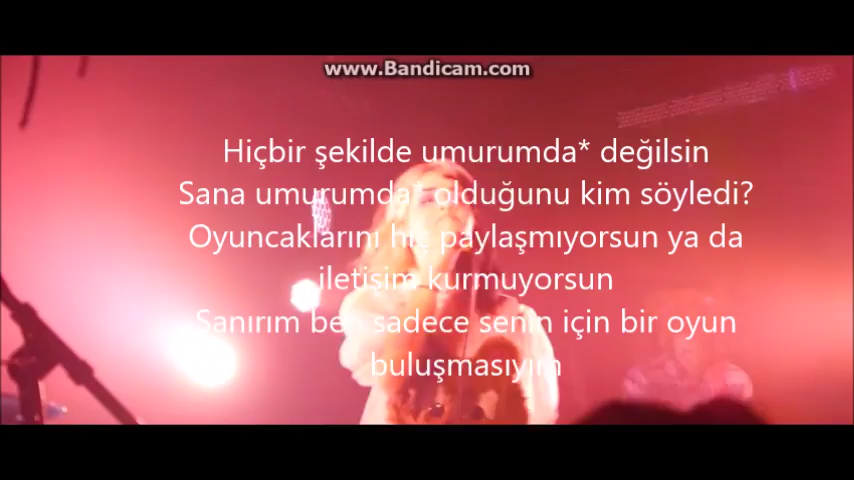 www.Bandicam.com
Hiçbir şekilde umurumda* değilsin
Sana umurumda* olduğunu kim söyledi?
Oyuncaklarını hiç paylaşmıyorsun ya da
iletişim kurmuyorsun
Sanırım ben sadece senin için bir oyun
buluşmasıyım